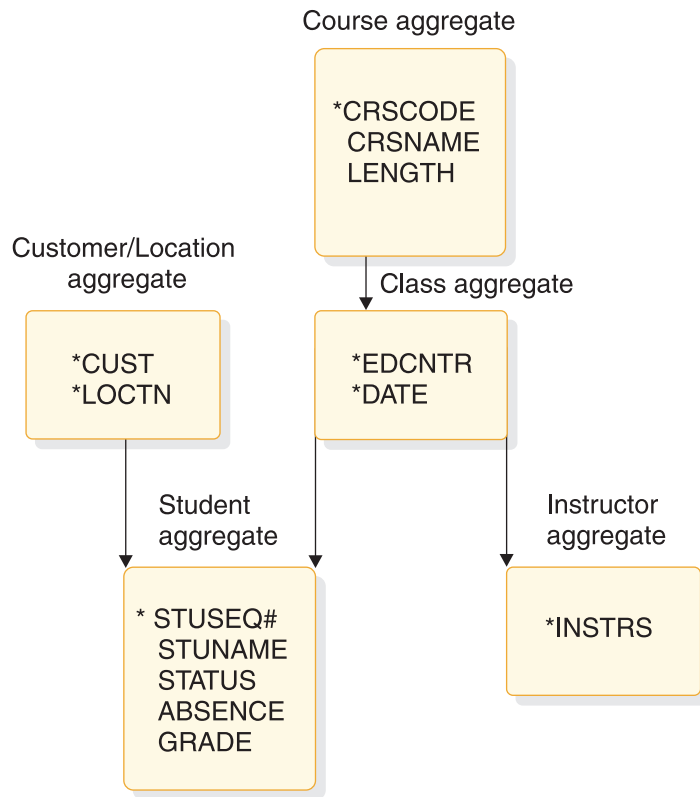 Course aggregate
*CRSCODE
CRSNAME
LENGTH
Customer/Location
aggregate
Class aggregate
*CUST
*LOCTN
*EDCNTR
*DATE
Student
aggregate
Instructor
aggregate
* STUSEQ#
STUNAME
STATUS
ABSENCE
GRADE
*INSTRS